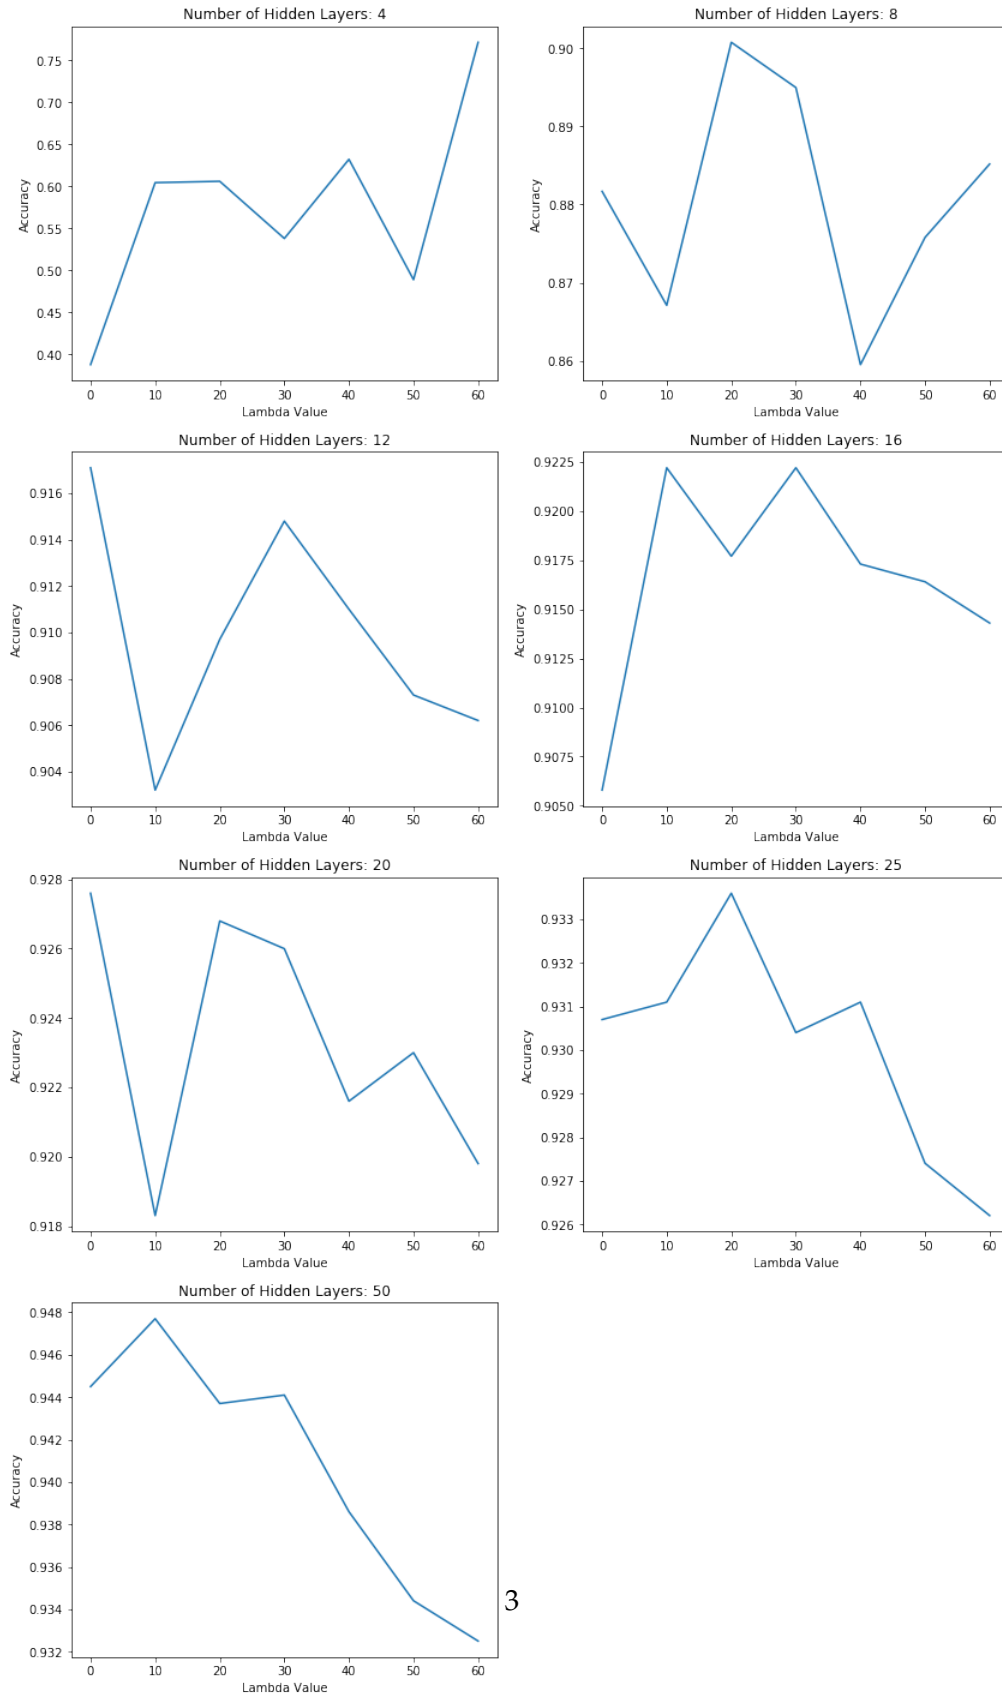 Number of Hidden Layers: 4
0.75
0.70
0.65
0.60
0.55
0.50
0.45
0.40
Accuracy
0 10 20 30 40 50 60
Lambda Value
Number of Hidden Layers: 8
0.90
0.89
0.88
0.87
0.86
Accuracy
0 10 20 30 40 50 60
Lambda Value
Number of Hidden Layers: 12
0.916
0.914
0.912
0.910
0.908
0.906
0.904
Accuracy
0 10 20 30 40 50 60
Lambda Value
Number of Hidden Layers: 16
0.9225
0.9200
0.9175
0.9150
0.9125
0.9100
0.9075
0.9050
Accuracy
0 10 20 30 40 50 60
Lambda Value
Number of Hidden Layers: 20
0.928
0.926
0.924
0.922
0.920
0.918
Accuracy
0 10 20 30 40 50 60
Lambda Value
Number of Hidden Layers: 25
0.933
0.932
0.931
0.930
0.929
0.928
0.927
0.926
Accuracy
0 10 20 30 40 50 60
Lambda Value
Number of Hidden Layers: 50
0.948
0.946
0.944
0.942
0.940
0.938
0.936
0.934
0.932
Accuracy
0 10 20 30 40 50 60
Lambda Value
3